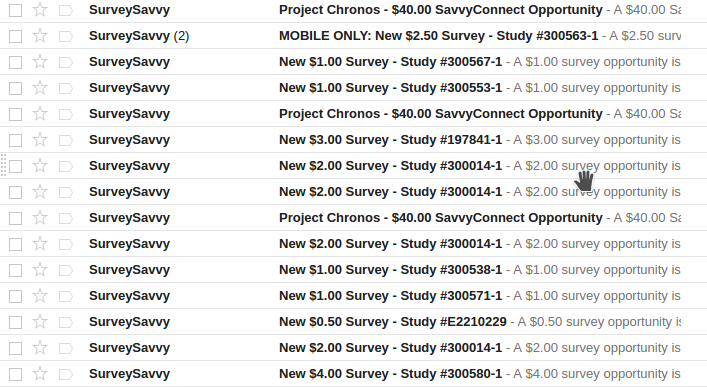 SurveySavvy Project Chronos - $40.00 SavvyConnect Opportunity - A $40.00 Sa
SurveySavvy (2) MOBILE ONLY: New $2.50 Survey - Study #300563-1 - A $2.50 surv
SurveySavvy New $1.00 Survey - Study #300567-1 - A $1.00 survey opportunity is
SurveySavvy New $1.00 Survey - Study #300553-1 - A $1.00 survey opportunity is
SurveySavvy Project Chronos - $40.00 SavvyConnect Opportunity - A $40.00 Sa
SurveySavvy New $3.00 Survey - Study #197841-1 - A $3.00 survey opportunity is
SurveySavvy New $2.00 Survey - Study #300014-1 - A $2.00 survey opportunity is
SurveySavvy New $2.00 Survey - Study #300014-1 - A $2.00 survey opportunity is
SurveySavvy Project Chronos - $40.00 SavvyConnect Opportunity - A $40.00 Sa
SurveySavvy New $2.00 Survey - Study #300014-1 - A $2.00 survey opportunity is
SurveySavvy New $1.00 Survey - Study #300538-1 - A $1.00 survey opportunity is
SurveySavvy New $1.00 Survey - Study #300571-1 - A $1.00 survey opportunity is
SurveySavvy New $0.50 Survey - Study #E2210229 - A $0.50 survey opportunity is
SurveySavvy New $2.00 Survey - Study #300014-1 - A $2.00 survey opportunity is
SurveySavvy New $4.00 Survey - Study #300580-1 - A $4.00 survey opportunity is